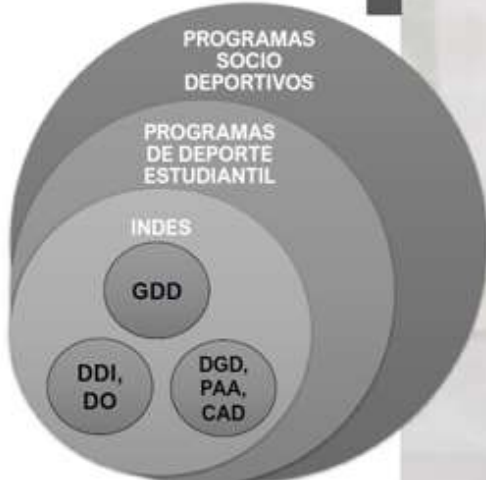 PROGRAMAS
SOCIO
DEPORTIVOS
PROGRAMAS
DE DEPORTE
ESTUDIANTIL
INDES
GDD
DDI,
DO
DGD,
PAA,
CAD